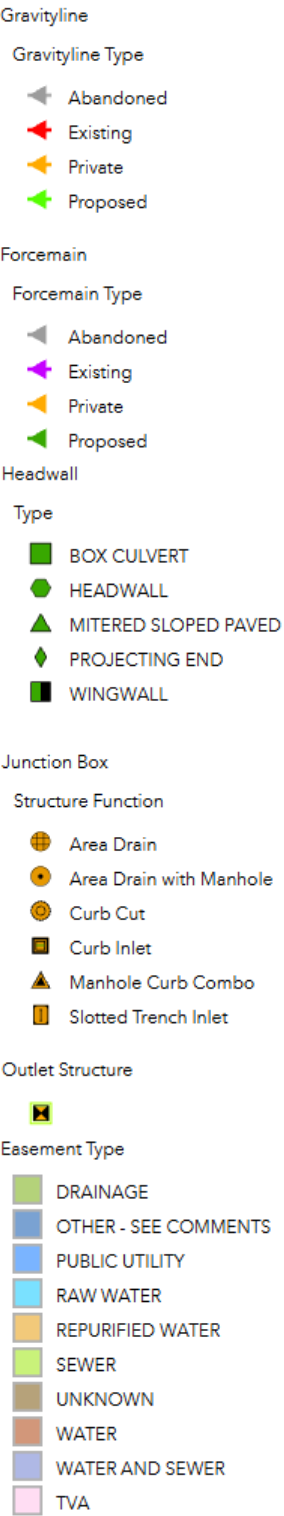 Gravityline
Gravityline Type
Abandoned
Existing
Private
Proposed
Forcemain
Forcemain Type
Abandoned
Existing
Private
Proposed
Headwall
Type
BOX CULVERT
HEADWALL
MITERED SLOPED PAVED
PROJECTING END
WINGWALL
Junction Box
Structure Function
Area Drain
Area Drain with Manhole
Curb Cut
Curb Inlet
Manhole Curb Combo
Slotted Trench Inlet
Outlet Structure
Easement Type
DRAINAGE
OTHER - SEE COMMENTS
PUBLIC UTILITY
RAW WATER
REPURIFIED WATER
SEWER
UNKNOWN
WATER
WATER AND SEWER
TVA